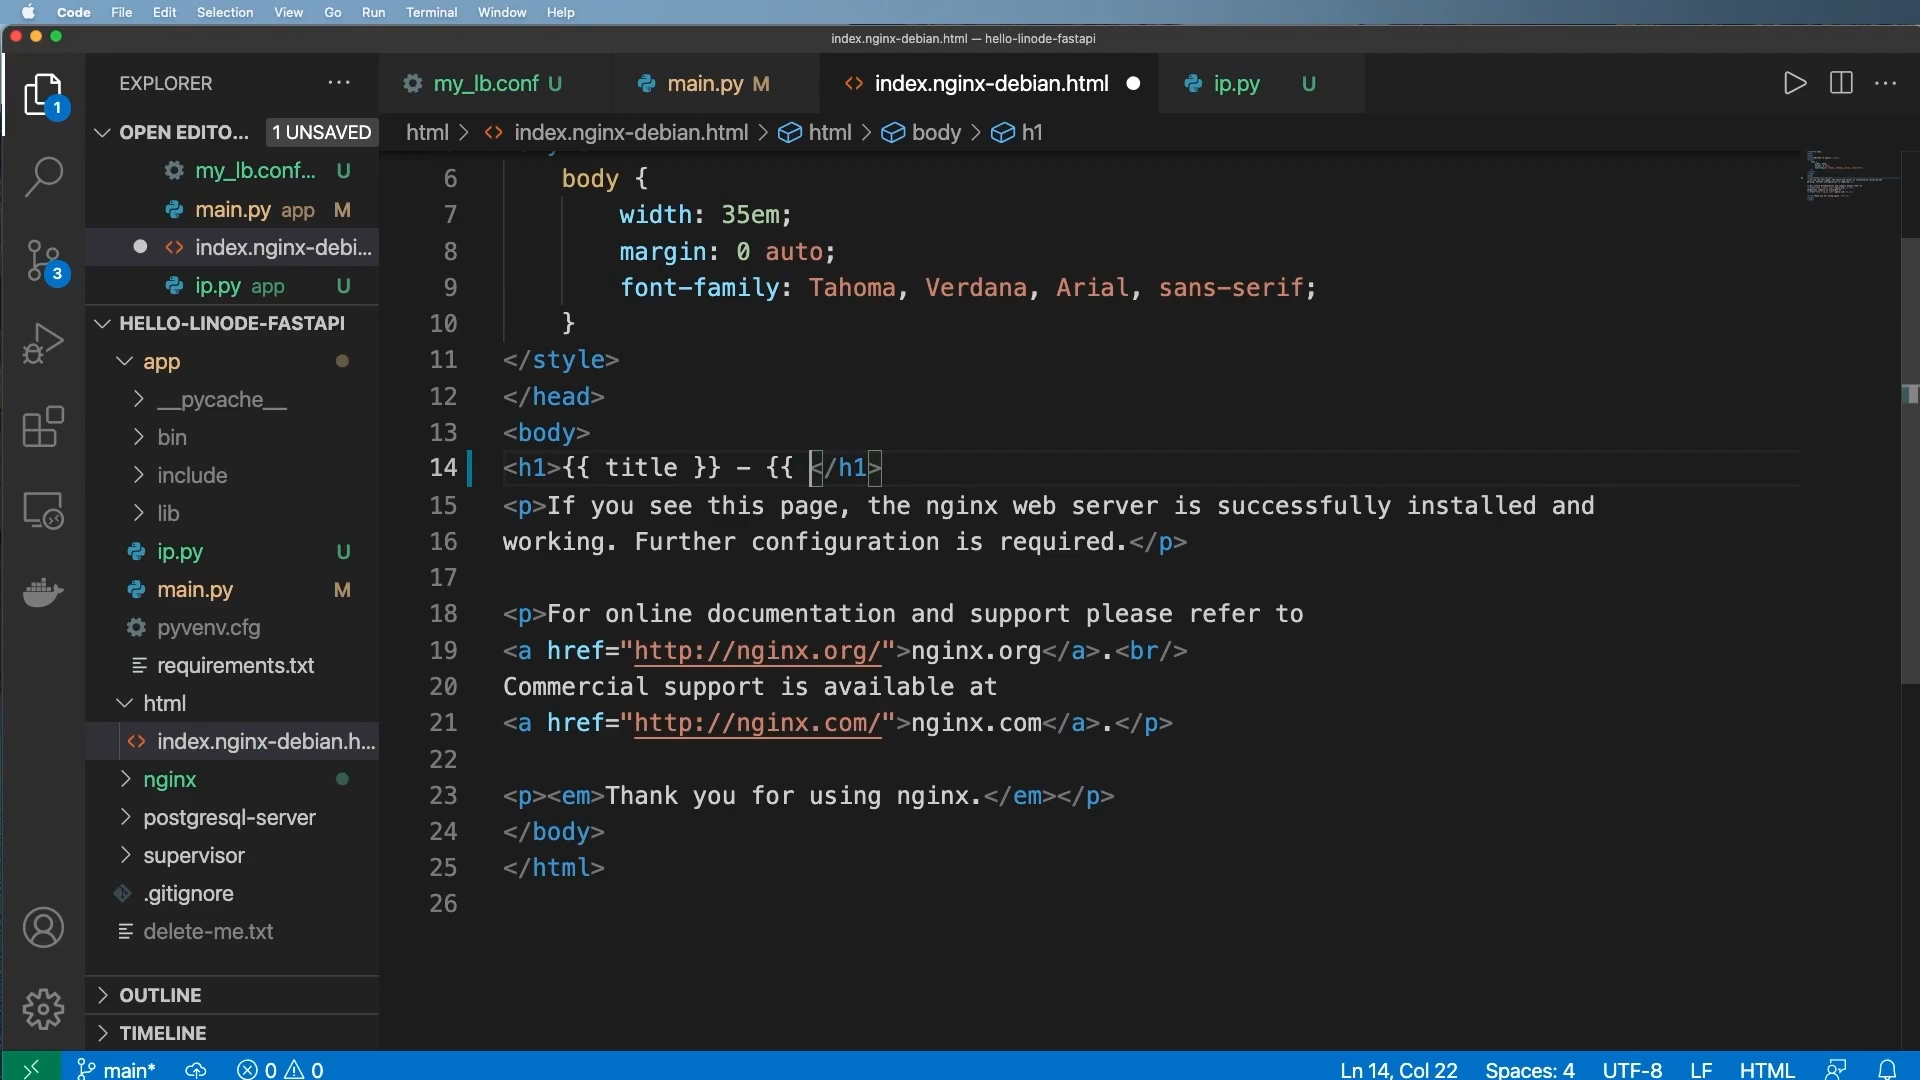 Code File Edit Selection View Go Run Terminal Window Help
index.nginx-debian.html — hello-linode-fastapi
EXPLORER
my_lb.conf U
main.py M
index.nginx-debian.html
ip.py U
OPEN EDITO... 1 UNSAVED
html > index.nginx-debian.html > html > body > h1
my_lb.conf... U
main.py app M
index.nginx-debi...
ip.py app U
HELLO-LINODE-FASTAPI
app
__pycache__
bin
include
lib
ip.py U
main.py M
pyvenv.cfg
requirements.txt
html
index.nginx-debian.h...
nginx
postgresql-server
supervisor
.gitignore
delete-me.txt
OUTLINE
TIMELINE
1
3
6 body {
7 width: 35em;
8 margin: 0 auto;
9 font-family: Tahoma, Verdana, Arial, sans-serif;
10 }
11 </style>
12 </head>
13 <body>
14 <h1>{{ title }} - {{ </h1>
15 <p>If you see this page, the nginx web server is successfully installed and
16 working. Further configuration is required.</p>
17
18 <p>For online documentation and support please refer to
19 <a href="http://nginx.org/">nginx.org</a>.<br/>
20 Commercial support is available at
21 <a href="http://nginx.com/">nginx.com</a>.</p>
22
23 <p><em>Thank you for using nginx.</em></p>
24 </body>
25 </html>
26
main* 0 0 Ln 14, Col 22 Spaces: 4 UTF-8 LF HTML